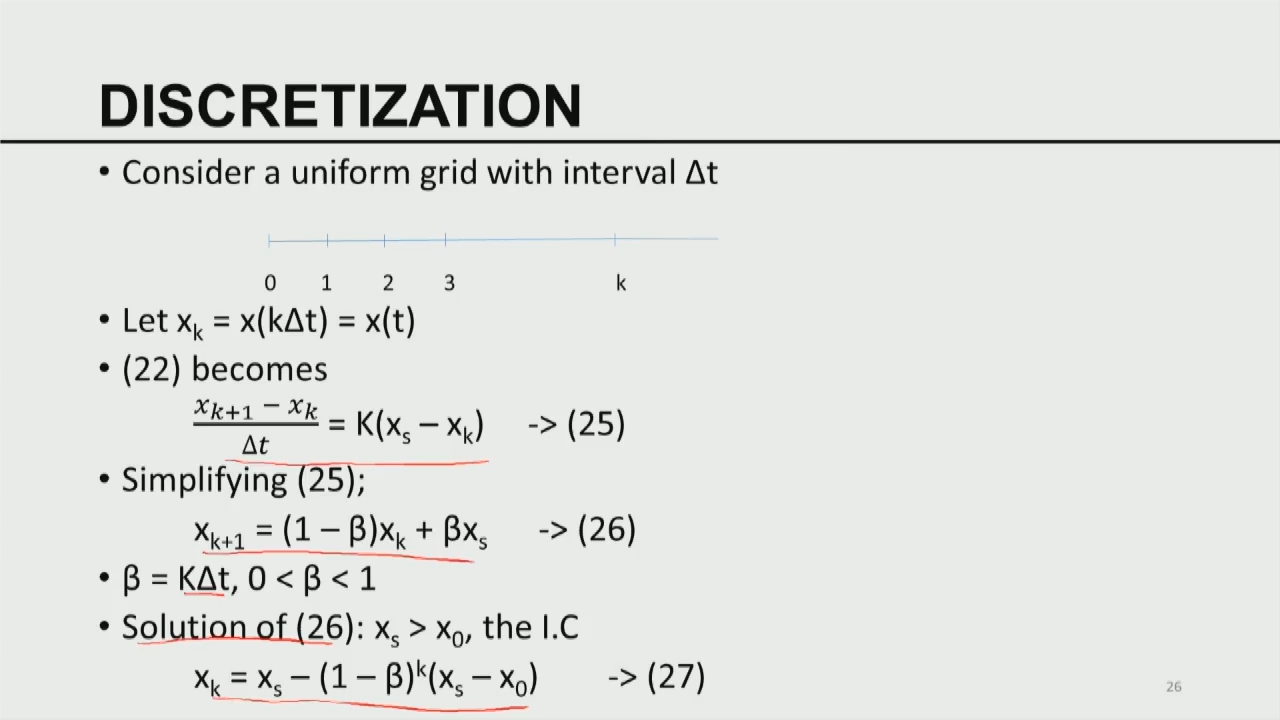 DISCRETIZATION
• Consider a uniform grid with interval Δt
0 1 2 3 k
• Let xₖ = x(kΔt) = x(t)
• (22) becomes
(xₖ₊₁ − xₖ)/Δt = K(xₛ – xₖ) -> (25)
• Simplifying (25);
xₖ₊₁ = (1 – β)xₖ + βxₛ -> (26)
• β = KΔt, 0 < β < 1
• Solution of (26): xₛ > x₀, the I.C
xₖ = xₛ – (1 – β)ᵏ(xₛ – x₀) -> (27)
26